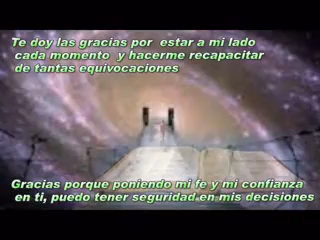 Te doy las gracias por estar a mi lado
cada momento y hacerme recapacitar
de tantas equivocaciones
Gracias porque poniendo mi fe y mi confianza
en ti, puedo tener seguridad en mis decisiones